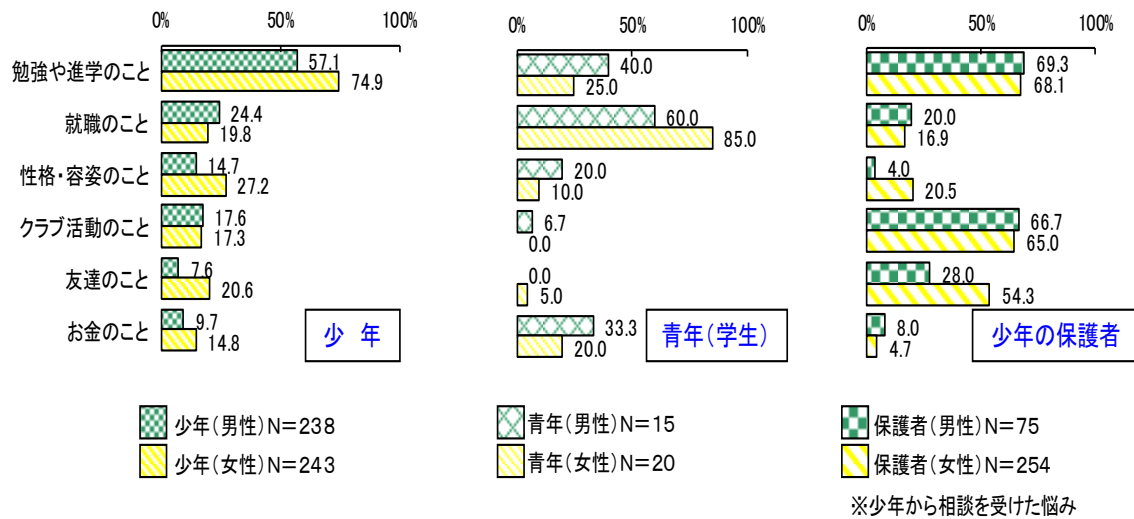 0% 50% 100%
0% 50% 100%
0% 50% 100%
勉強や進学のこと 57.1 74.9 40.0 25.0 69.3 68.1
就職のこと 24.4 19.8 60.0 85.0 20.0 16.9
性格・容姿のこと 14.7 27.2 20.0 10.0 4.0 20.5
クラブ活動のこと 17.6 17.3 6.7 0.0 66.7 65.0
友達のこと 7.6 20.6 0.0 5.0 28.0 54.3
お金のこと 9.7 14.8 33.3 20.0 8.0 4.7
少 年
青年(学生)
少年の保護者
少年(男性)N=238
少年(女性)N=243
青年(男性)N=15
青年(女性)N=20
保護者(男性)N=75
保護者(女性)N=254
※少年から相談を受けた悩み